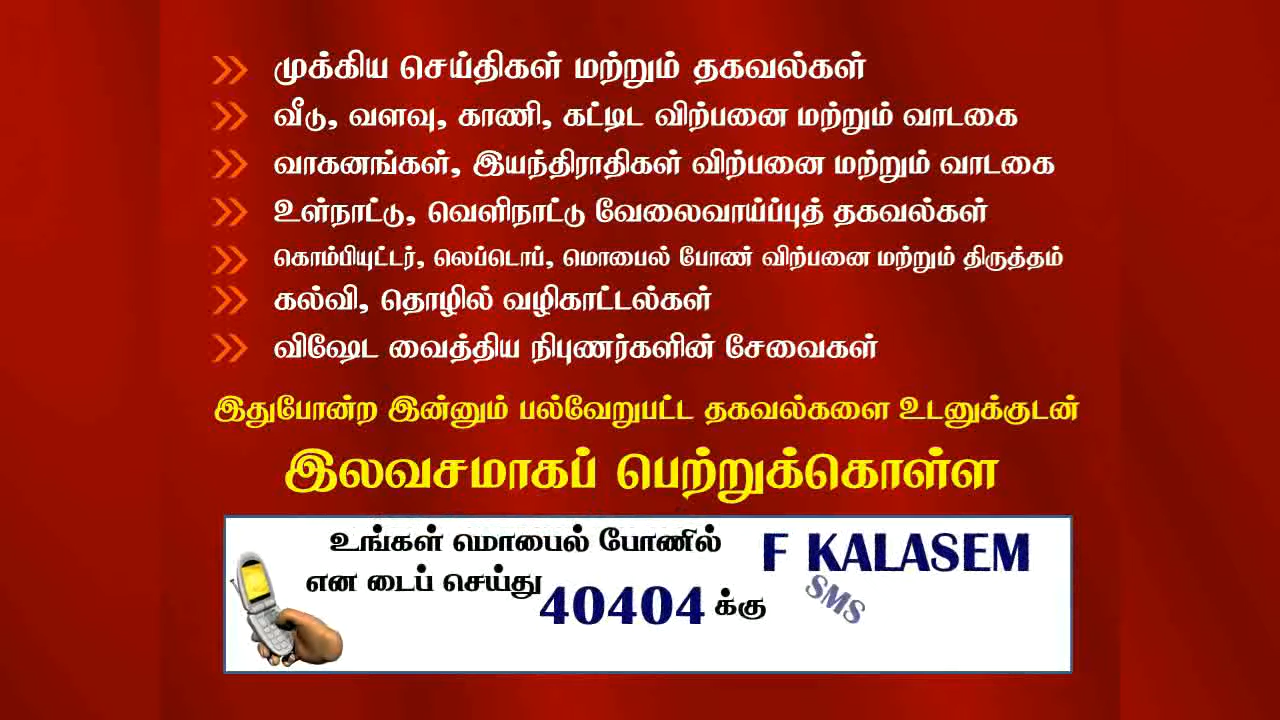 முக்கிய செய்திகள் மற்றும் தகவல்கள்
வீடு, வளவு, காணி, கட்டிட விற்பனை மற்றும் வாடகை
வாகனங்கள், இயந்திராதிகள் விற்பனை மற்றும் வாடகை
உள்நாட்டு, வெளிநாட்டு வேலைவாய்ப்புத் தகவல்கள்
கொம்பியுட்டர், லெப்டொப், மொபைல் போண் விற்பனை மற்றும் திருத்தம்
கல்வி, தொழில் வழிகாட்டல்கள்
விஷேட வைத்திய நிபுணர்களின் சேவைகள்
இதுபோன்ற இன்னும் பல்வேறுபட்ட தகவல்களை உடனுக்குடன்
இலவசமாகப் பெற்றுக்கொள்ள
உங்கள் மொபைல் போணில் F KALASEM
என டைப் செய்து 40404 க்கு SMS